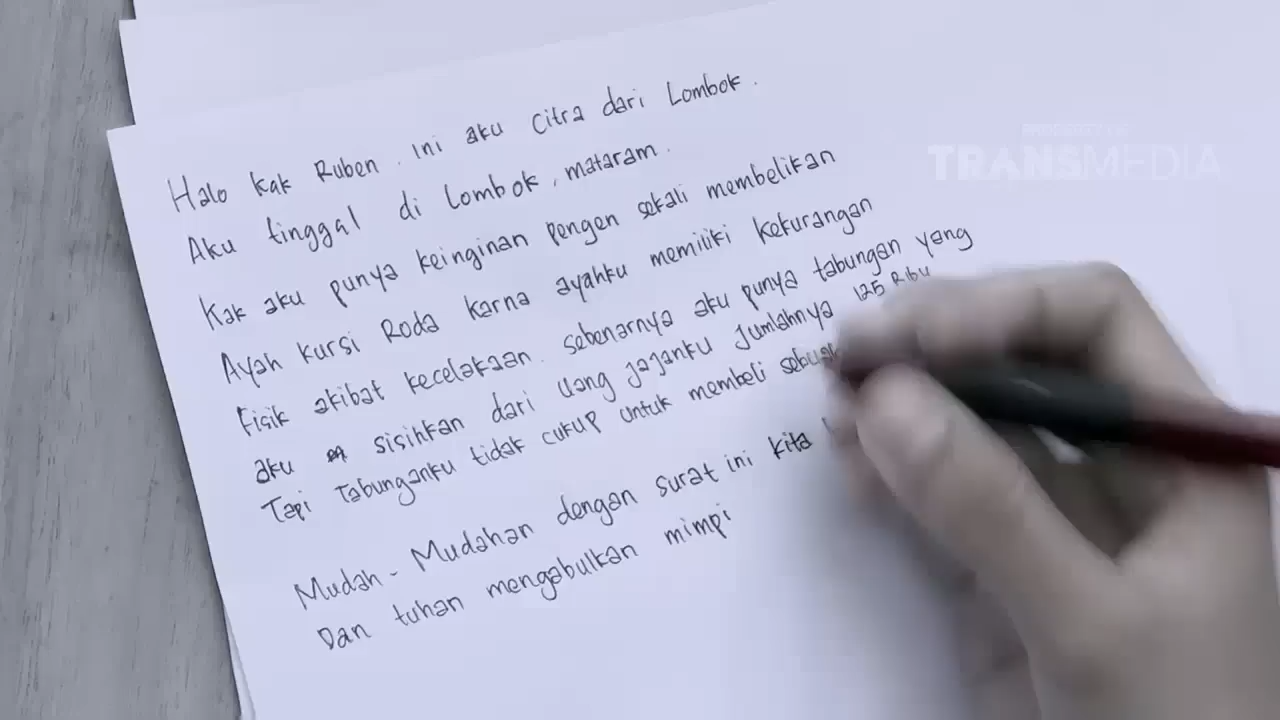 Halo kak Ruben. ini aku Citra dari Lombok.
Aku tinggal di Lombok, mataram.
Kak aku punya keinginan pengen sekali membelikan
Ayah kursi Roda karna ayahku memiliki kekurangan
Fisik akibat kecelakaan. sebenarnya aku punya tabungan yang
aku sisihkan dari uang jajanku jumlahnya 125 Ribu
Tapi tabunganku tidak cukup untuk membeli
Mudah-Mudahan dengan surat ini kita
Dan tuhan mengabulkan mimpi
PROPERTY OF
TRANSMEDIA